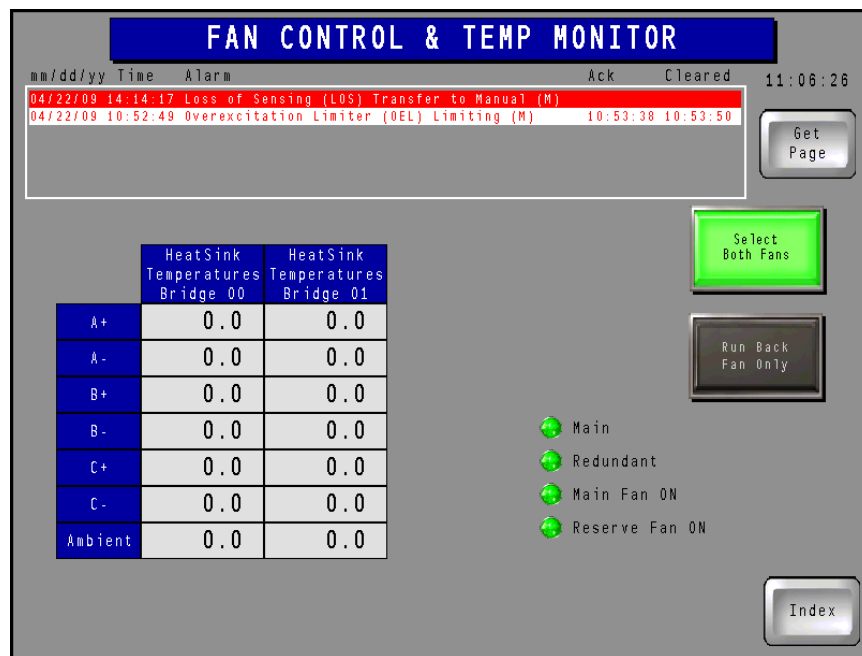 FAN CONTROL & TEMP MONITOR
mm/dd/yy Time Alarm Ack Cleared
11:06:26
04/22/09 14:14:17 Loss of Sensing (LOS) Transfer to Manual (M)
04/22/09 10:52:49 Overexcitation Limiter (OEL) Limiting (M) 10:53:38 10:53:50
Get
Page
Select
Both Fans
HeatSink HeatSink
Temperatures Temperatures
Bridge 00 Bridge 01
A+ 0.0 0.0
A- 0.0 0.0
B+ 0.0 0.0
B- 0.0 0.0
C+ 0.0 0.0
C- 0.0 0.0
Ambient 0.0 0.0
Run Back
Fan Only
Main
Redundant
Main Fan ON
Reserve Fan ON
Index